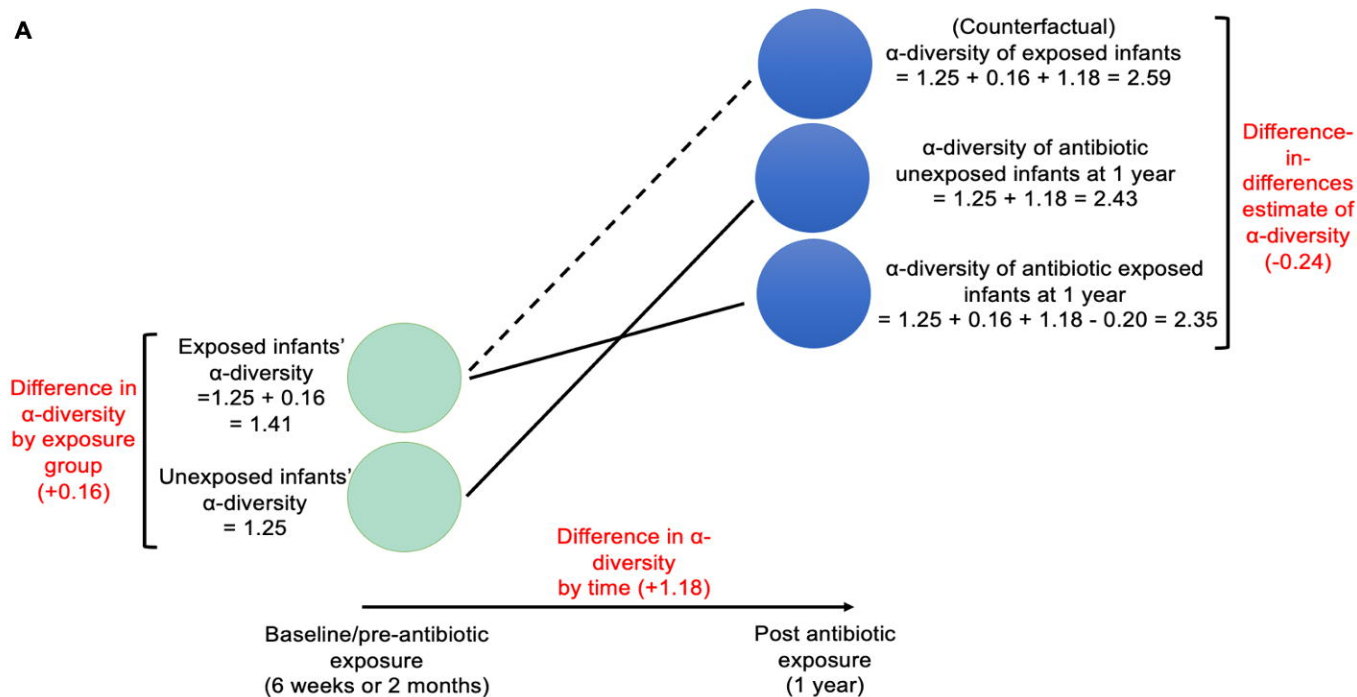 A
(Counterfactual)
α-diversity of exposed infants
= 1.25 + 0.16 + 1.18 = 2.59
α-diversity of antibiotic
unexposed infants at 1 year
= 1.25 + 1.18 = 2.43
α-diversity of antibiotic exposed
infants at 1 year
= 1.25 + 0.16 + 1.18 - 0.20 = 2.35
Difference-
in-
differences
estimate of
α-diversity
(-0.24)
Difference in
α-diversity
by exposure
group
(+0.16)
Exposed infants’
α-diversity
=1.25 + 0.16
= 1.41
Unexposed infants’
α-diversity
= 1.25
Difference in α-
diversity
by time (+1.18)
Baseline/pre-antibiotic
exposure
(6 weeks or 2 months)
Post antibiotic
exposure
(1 year)